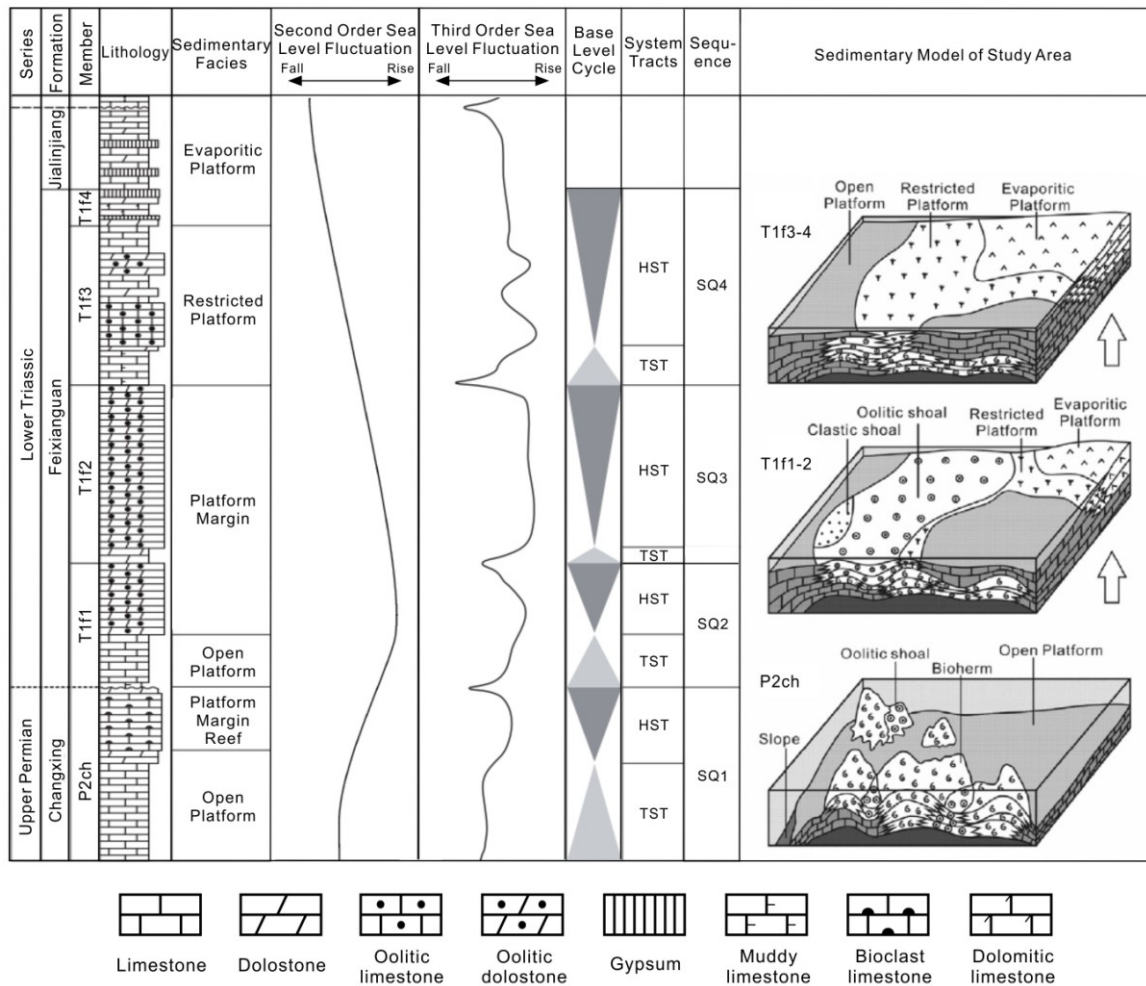 Series
Formation
Member
Lithology
Sedimentary
Facies
Second Order Sea
Level Fluctuation
Fall
Rise
Third Order Sea
Level Fluctuation
Fall
Rise
Base
Level
Cycle
System
Tracts
Sequ-
ence
Sedimentary Model of Study Area
Lower Triassic
Upper Permian
Jialinjiang
Feixianguan
Changxing
T1f4
T1f3
T1f2
T1f1
P2ch
Evaporitic
Platform
Restricted
Platform
Platform
Margin
Open
Platform
Platform
Margin
Reef
Open
Platform
HST
TST
HST
TST
HST
TST
HST
TST
SQ4
SQ3
SQ2
SQ1
T1f3-4
Open
Platform
Restricted
Platform
Evaporitic
Platform
T1f1-2
Clastic shoal
Oolitic shoal
Restricted
Platform
Evaporitic
Platform
P2ch
Oolitic shoal
Bioherm
Open Platform
Slope
Limestone
Dolostone
Oolitic
limestone
Oolitic
dolostone
Gypsum
Muddy
limestone
Bioclast
limestone
Dolomitic
limestone